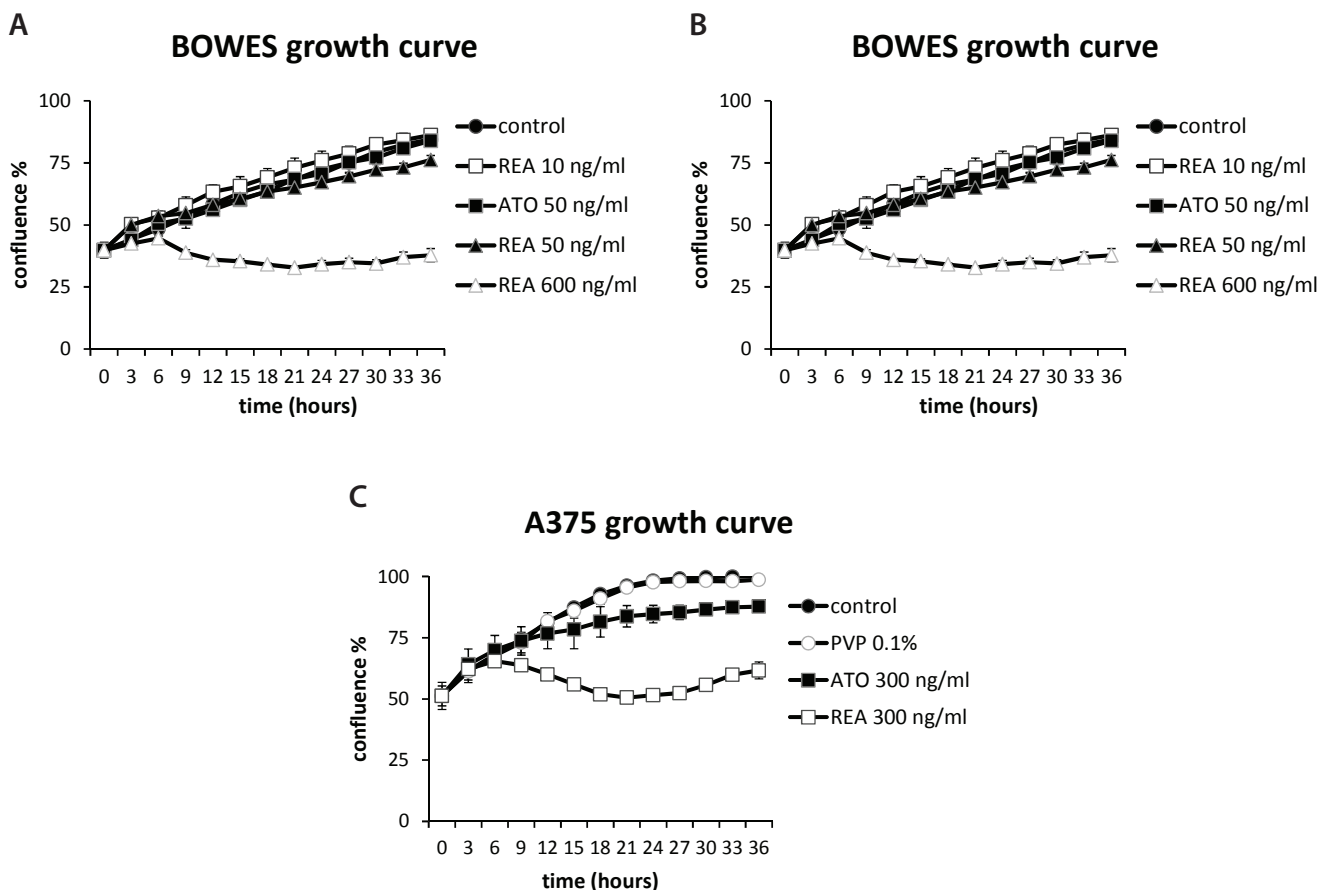 A
BOWES growth curve
confluence %
100
75
50
25
0
0 3 6 9 12 15 18 21 24 27 30 33 36
time (hours)
control
REA 10 ng/ml
ATO 50 ng/ml
REA 50 ng/ml
REA 600 ng/ml
B
BOWES growth curve
confluence %
100
75
50
25
0
0 3 6 9 12 15 18 21 24 27 30 33 36
time (hours)
control
REA 10 ng/ml
ATO 50 ng/ml
REA 50 ng/ml
REA 600 ng/ml
C
A375 growth curve
confluence %
100
75
50
25
0
0 3 6 9 12 15 18 21 24 27 30 33 36
time (hours)
control
PVP 0.1%
ATO 300 ng/ml
REA 300 ng/ml